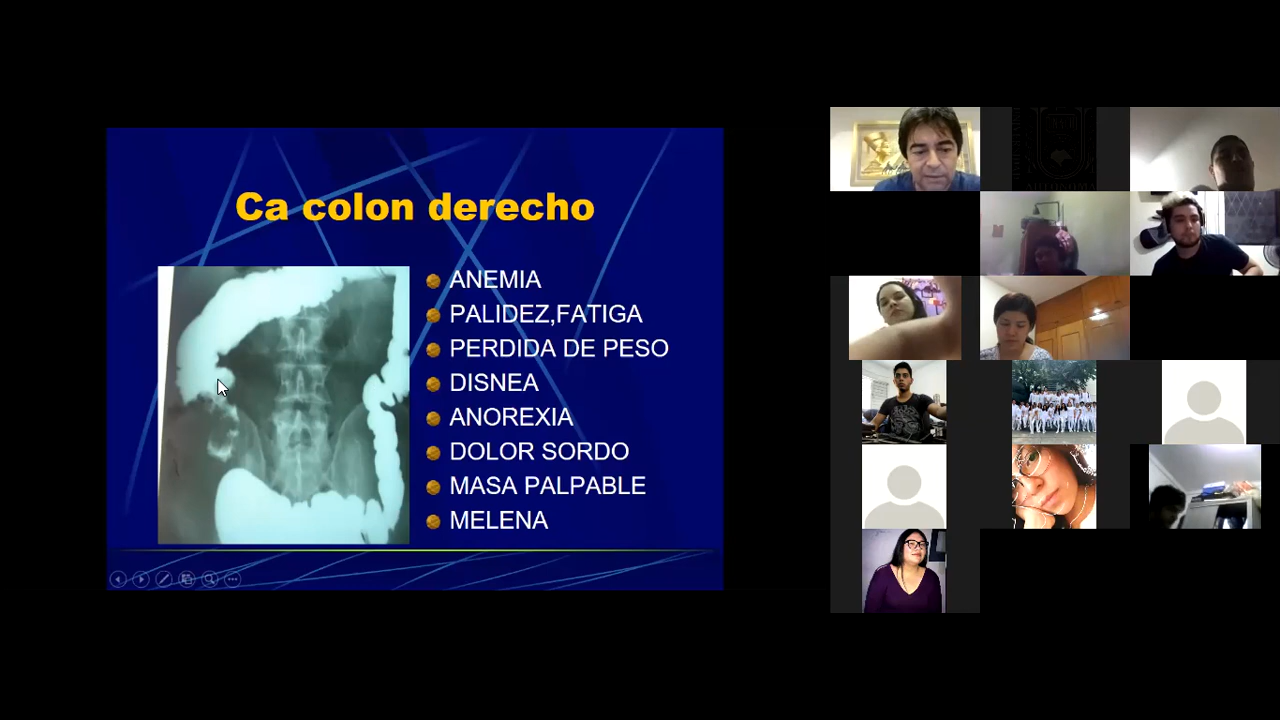 Ca colon derecho
ANEMIA
PALIDEZ,FATIGA
PERDIDA DE PESO
DISNEA
ANOREXIA
DOLOR SORDO
MASA PALPABLE
MELENA